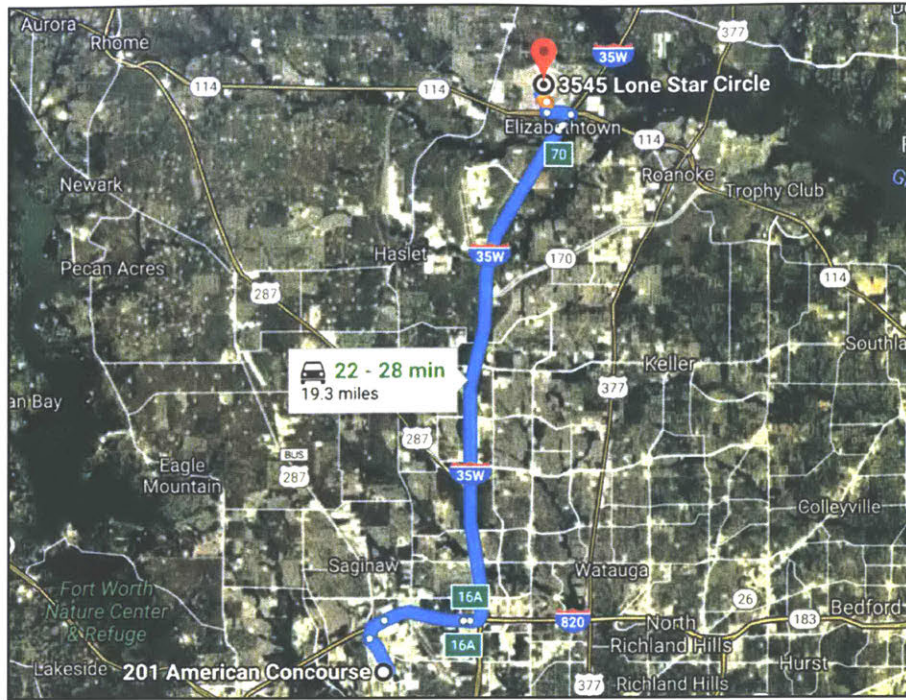 Aurora
Rhome
377
35W
114
114
3545 Lone Star Circle
Elizabethtown
70
114
Roanoke
Trophy Club
Newark
Haslet
35W
170
Pecan Acres
287
114
Southla
22 - 28 min
19.3 miles
Keller
377
an Bay
287
BUS
287
35W
Eagle
Mountain
Colleyville
Saginaw
Watauga
16A
26
Fort Worth
Nature Center
& Refuge
820
North
Richland Hills
183
Bedford
16A
Lakeside
201 American Concourse
Hurst
377
Richland Hills